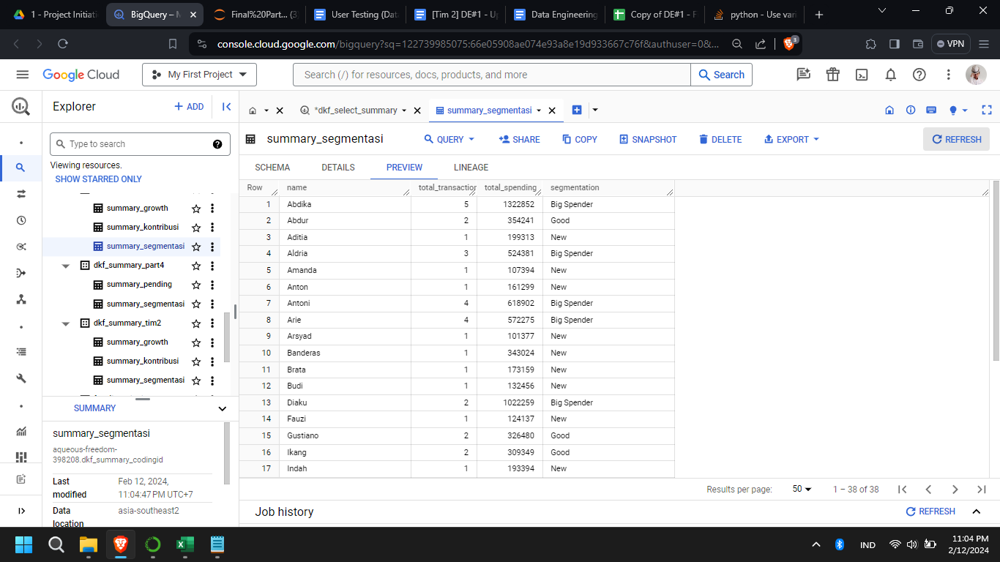 1 - Project Initiati
BigQuery – M
Final%20Part... (3
User Testing (Data
[Tim 2] DE#1 - Up
Data Engineering
Copy of DE#1 - F
python - Use vari
console.cloud.google.com/bigquery?sq=122739985075:66e05908ae074e93a8e19d933667c76f&authuser=0&...
3
VPN
Google Cloud
My First Project
Search (/) for resources, docs, products, and more
Search
Explorer
+ ADD
*dkf_select_summary
summary_segmentasi
Type to search
Viewing resources.
SHOW STARRED ONLY
summary_growth
summary_kontribusi
summary_segmentasi
dkf_summary_part4
summary_pending
summary_segmentasi
dkf_summary_tim2
summary_growth
summary_kontribusi
summary_segmentasi
SUMMARY
summary_segmentasi
aqueous-freedom-
398208.dkf_summary_codingid
Last modified Feb 12, 2024, 11:04:47 PM UTC+7
Data location asia-southeast2
summary_segmentasi
QUERY SHARE COPY SNAPSHOT DELETE EXPORT REFRESH
SCHEMA DETAILS PREVIEW LINEAGE
Row name total_transaction total_spending segmentation
1 Abdika 5 1322852 Big Spender
2 Abdur 2 354241 Good
3 Aditia 1 199313 New
4 Aldria 3 524381 Big Spender
5 Amanda 1 107394 New
6 Anton 1 161299 New
7 Antoni 4 618902 Big Spender
8 Arie 4 572275 Big Spender
9 Arsyad 1 101377 New
10 Banderas 1 343024 New
11 Brata 1 173159 New
12 Budi 1 132456 New
13 Diaku 2 1022259 Big Spender
14 Fauzi 1 124137 New
15 Gustiano 2 326480 Good
16 Ikang 2 309349 Good
17 Indah 1 193394 New
Results per page: 50 1 – 38 of 38
Job history
REFRESH
IND
11:04 PM
2/12/2024